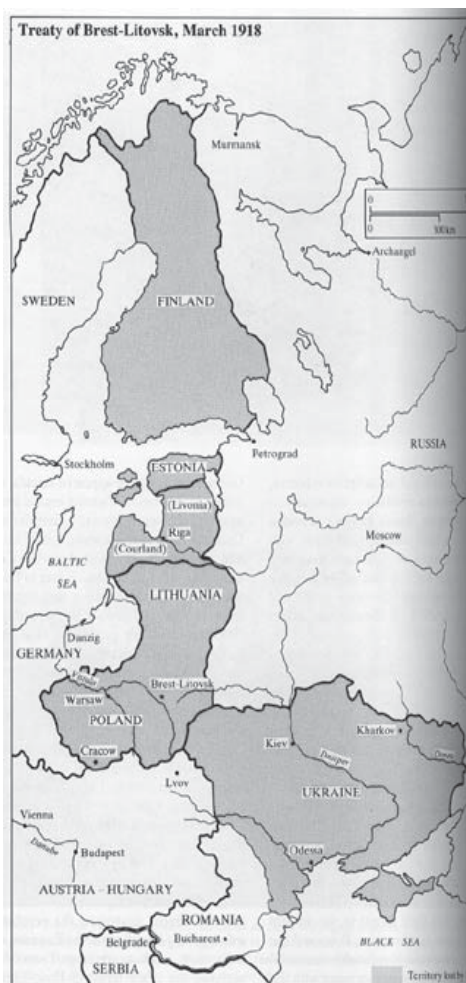 Treaty of Brest-Litovsk, March 1918
Murmansk
0
0
300km
Archangel
SWEDEN
FINLAND
RUSSIA
Petrograd
Stockholm
ESTONIA
(Livonia)
Riga
Moscow
(Courland)
BALTIC
SEA
LITHUANIA
Danzig
GERMANY
Vistula
Brest-Litovsk
Warsaw
POLAND
Kharkov
Kiev
Donets
Dnieper
Cracow
Lvov
UKRAINE
Vienna
Odessa
Danube
Budapest
AUSTRIA - HUNGARY
ROMANIA
Belgrade
Bucharest
BLACK SEA
SERBIA
Territory lost by